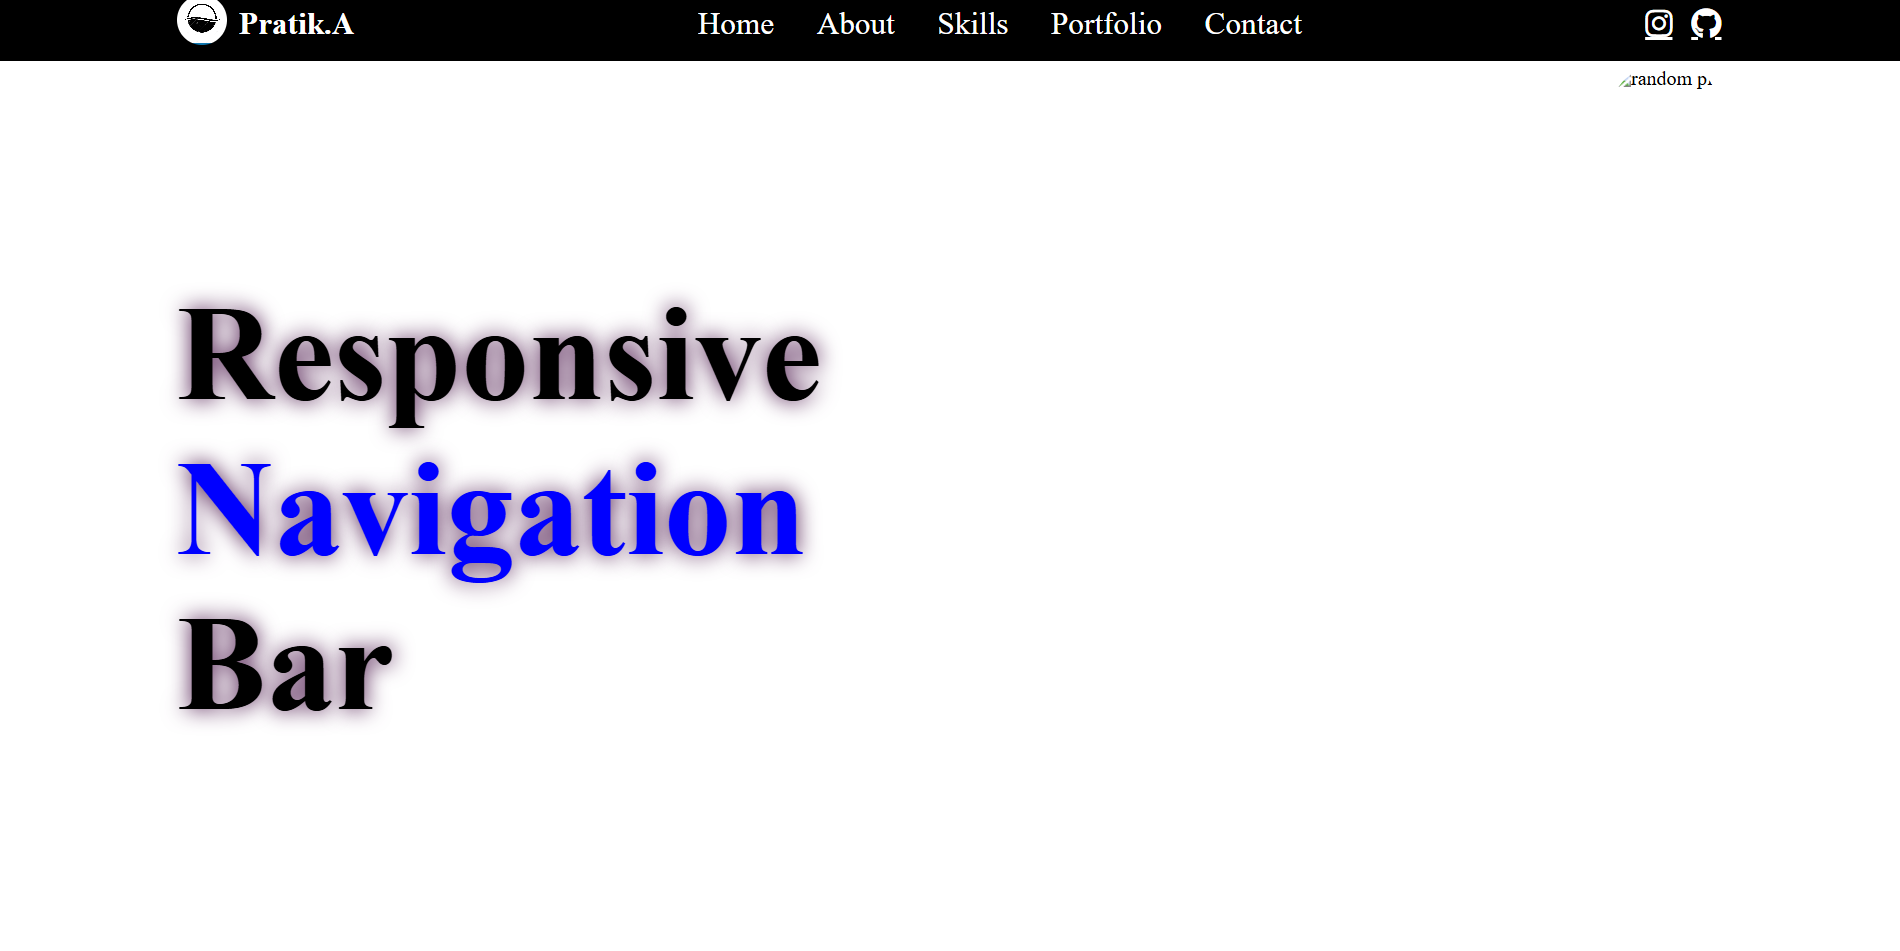 Pratik.A Home About Skills Portfolio Contact
random p
Responsive
Navigation
Bar